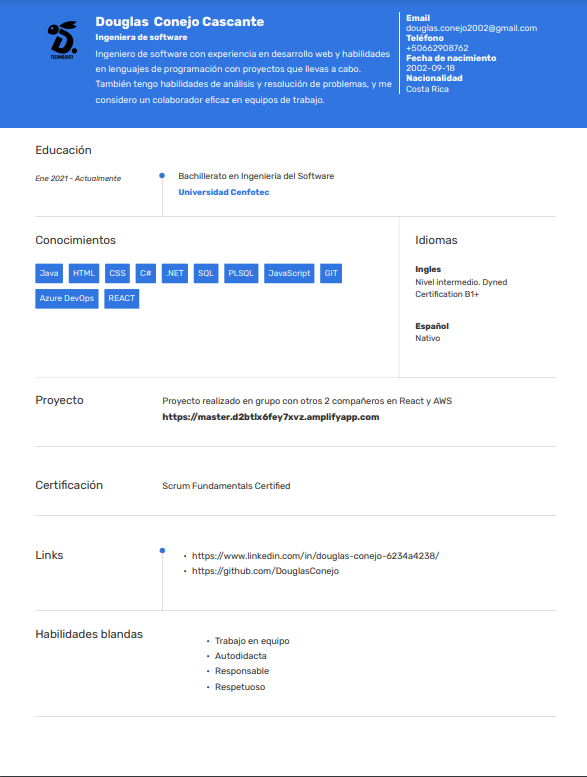 Douglas Conejo Cascante
Ingeniera de software
Ingeniero de software con experiencia en desarrollo web y habilidades
en lenguajes de programación con proyectos que llevas a cabo.
También tengo habilidades de análisis y resolución de problemas, y me
considero un colaborador eficaz en equipos de trabajo.
TECHNOLOGY
Email
douglas.conejo2002@gmail.com
Teléfono
+50662908762
Fecha de nacimiento
2002-09-18
Nacionalidad
Costa Rica
Educación
Ene 2021 - Actualmente
Bachillerato en Ingeniería del Software
Universidad Cenfotec
Conocimientos
Java HTML CSS C# .NET SQL PLSQL JavaScript GIT
Azure DevOps REACT
Idiomas
Ingles
Nivel intermedio. Dyned
Certification B1+
Español
Nativo
Proyecto
Proyecto realizado en grupo con otros 2 compañeros en React y AWS
https://master.d2btlx6fey7xvz.amplifyapp.com
Certificación
Scrum Fundamentals Certified
Links
• https://www.linkedin.com/in/douglas-conejo-6234a4238/
• https://github.com/DouglasConejo
Habilidades blandas
• Trabajo en equipo
• Autodidacta
• Responsable
• Respetuoso